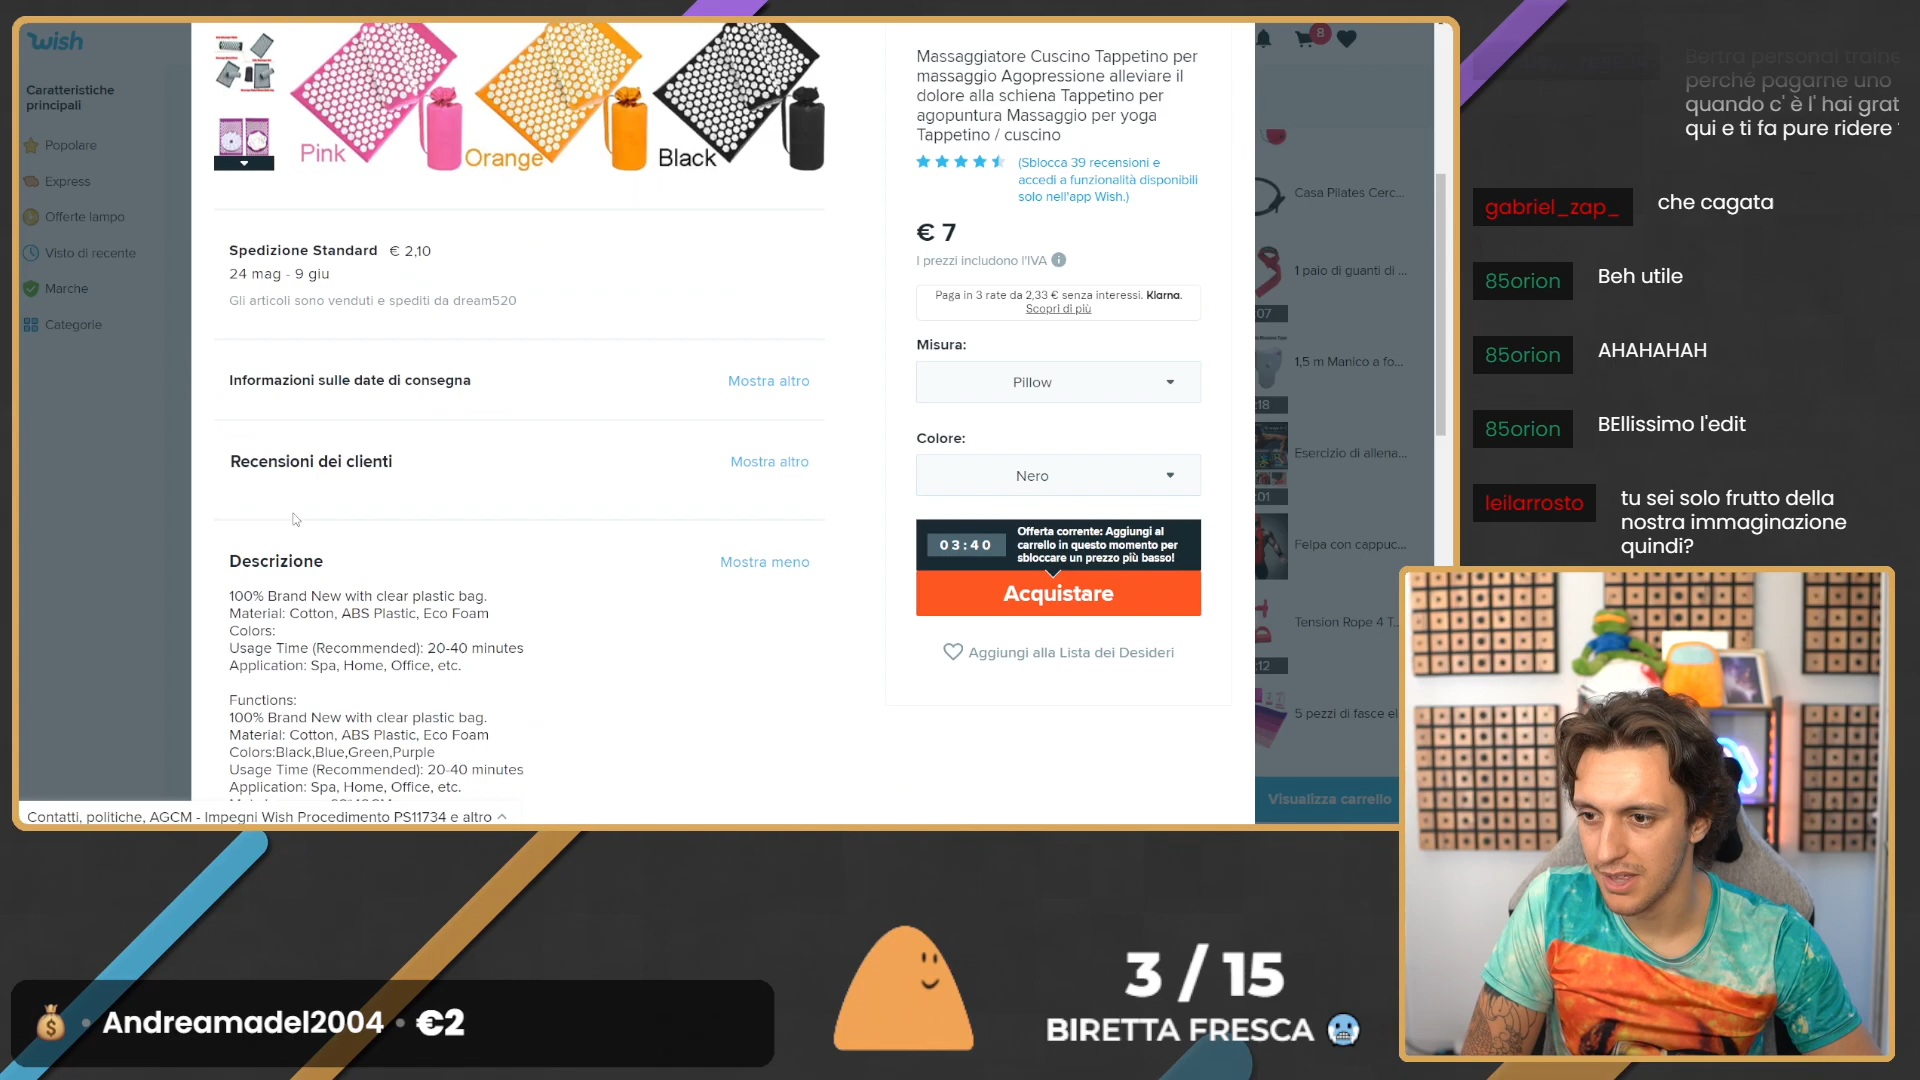 wish
Caratteristiche
principali
Popolare
Express
Offerte lampo
Visto di recente
Marche
Categorie
Pink
Orange
Black
Spedizione Standard € 2,10
24 mag - 9 giu
Gli articoli sono venduti e spediti da dream520
Informazioni sulle date di consegna
Mostra altro
Recensioni dei clienti
Mostra altro
Descrizione
Mostra meno
100% Brand New with clear plastic bag.
Material: Cotton, ABS Plastic, Eco Foam
Colors:
Usage Time (Recommended): 20-40 minutes
Application: Spa, Home, Office, etc.
Functions:
100% Brand New with clear plastic bag.
Material: Cotton, ABS Plastic, Eco Foam
Colors:Black,Blue,Green,Purple
Usage Time (Recommended): 20-40 minutes
Application: Spa, Home, Office, etc.
Contatti, politiche, AGCM - Impegni Wish Procedimento PS11734 e altro
Massaggiatore Cuscino Tappetino per
massaggio Agopressione alleviare il
dolore alla schiena Tappetino per
agopuntura Massaggio per yoga
Tappetino / cuscino
(Sblocca 39 recensioni e
accedi a funzionalità disponibili
solo nell'app Wish.)
€ 7
I prezzi includono l'IVA
Paga in 3 rate da 2,33 € senza interessi. Klarna.
Scopri di più
Misura:
Pillow
Colore:
Nero
03:40
Offerta corrente: Aggiungi al
carrello in questo momento per
sbloccare un prezzo più basso!
Acquistare
Aggiungi alla Lista dei Desideri
8
Casa Pilates Cerc...
1 paio di guanti di ...
:07
1,5 m Manico a fo...
:18
Esercizio di allena...
:01
Felpa con cappuc...
Tension Rope 4 T...
:12
5 pezzi di fasce el
Visualizza carrello
Bertra personal traine
perché pagarne uno
quando c' è l' hai grat
qui e ti fa pure ridere
gabriel_zap_ che cagata
85orion Beh utile
85orion AHAHAHAH
85orion BEllissimo l'edit
leilarrosto tu sei solo frutto della
nostra immaginazione
quindi?
• Andreamadel2004 • €2
3 / 15
BIRETTA FRESCA